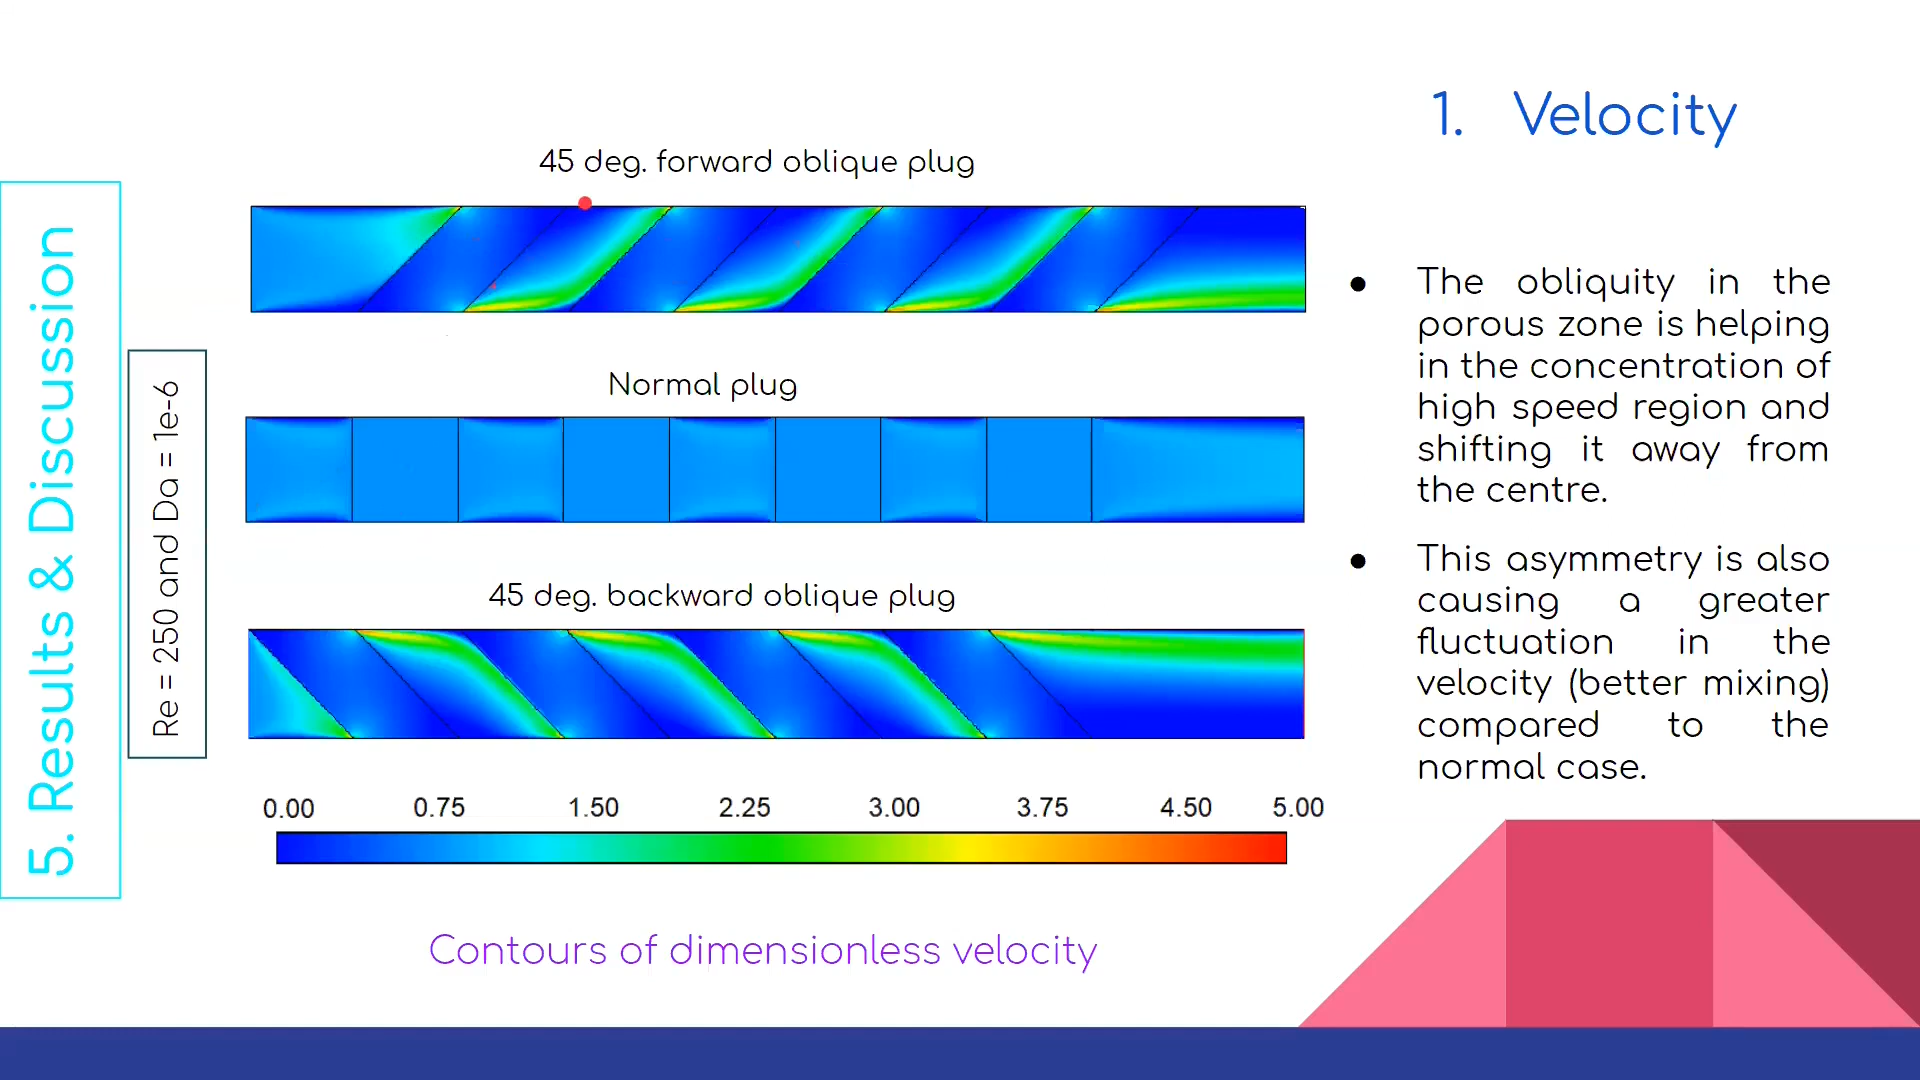 5. Results & Discussion
Re = 250 and Da = 1e-6
1. Velocity
45 deg. forward oblique plug
Normal plug
45 deg. backward oblique plug
0.00 0.75 1.50 2.25 3.00 3.75 4.50 5.00
Contours of dimensionless velocity
● The obliquity in the
porous zone is helping
in the concentration of
high speed region and
shifting it away from
the centre.
● This asymmetry is also
causing a greater
fluctuation in the
velocity (better mixing)
compared to the
normal case.